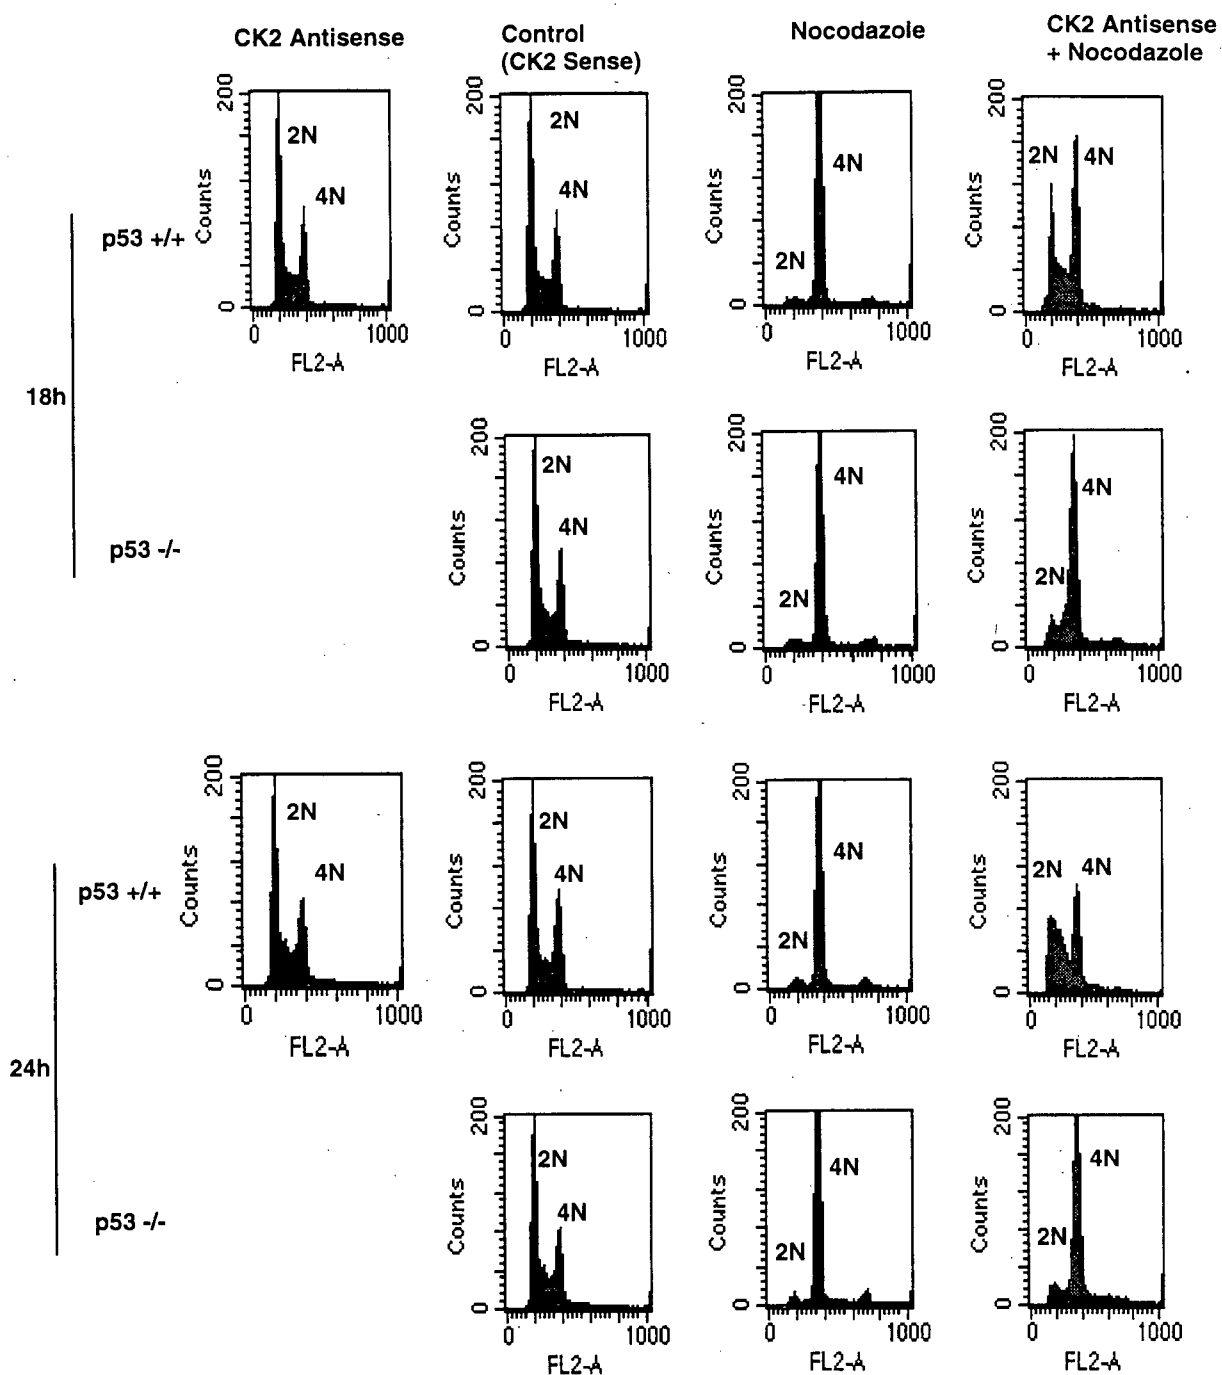 CK2 Antisense
Control
(CK2 Sense)
Nocodazole
CK2 Antisense
+ Nocodazole
18h
p53 +/+
200
Counts
0
2N
4N
0 1000
FL2-A
200
Counts
0
2N
4N
0 1000
FL2-A
200
Counts
0
2N
4N
0 1000
FL2-A
200
Counts
0
2N
4N
0 1000
FL2-A
p53 -/-
200
Counts
0
2N
4N
0 1000
FL2-A
200
Counts
0
2N
4N
0 1000
FL2-A
200
Counts
0
2N
4N
0 1000
FL2-A
24h
p53 +/+
200
Counts
0
2N
4N
0 1000
FL2-A
200
Counts
0
2N
4N
0 1000
FL2-A
200
Counts
0
2N
4N
0 1000
FL2-A
200
Counts
0
2N
4N
0 1000
FL2-A
p53 -/-
200
Counts
0
2N
4N
0 1000
FL2-A
200
Counts
0
2N
4N
0 1000
FL2-A
200
Counts
0
2N
4N
0 1000
FL2-A